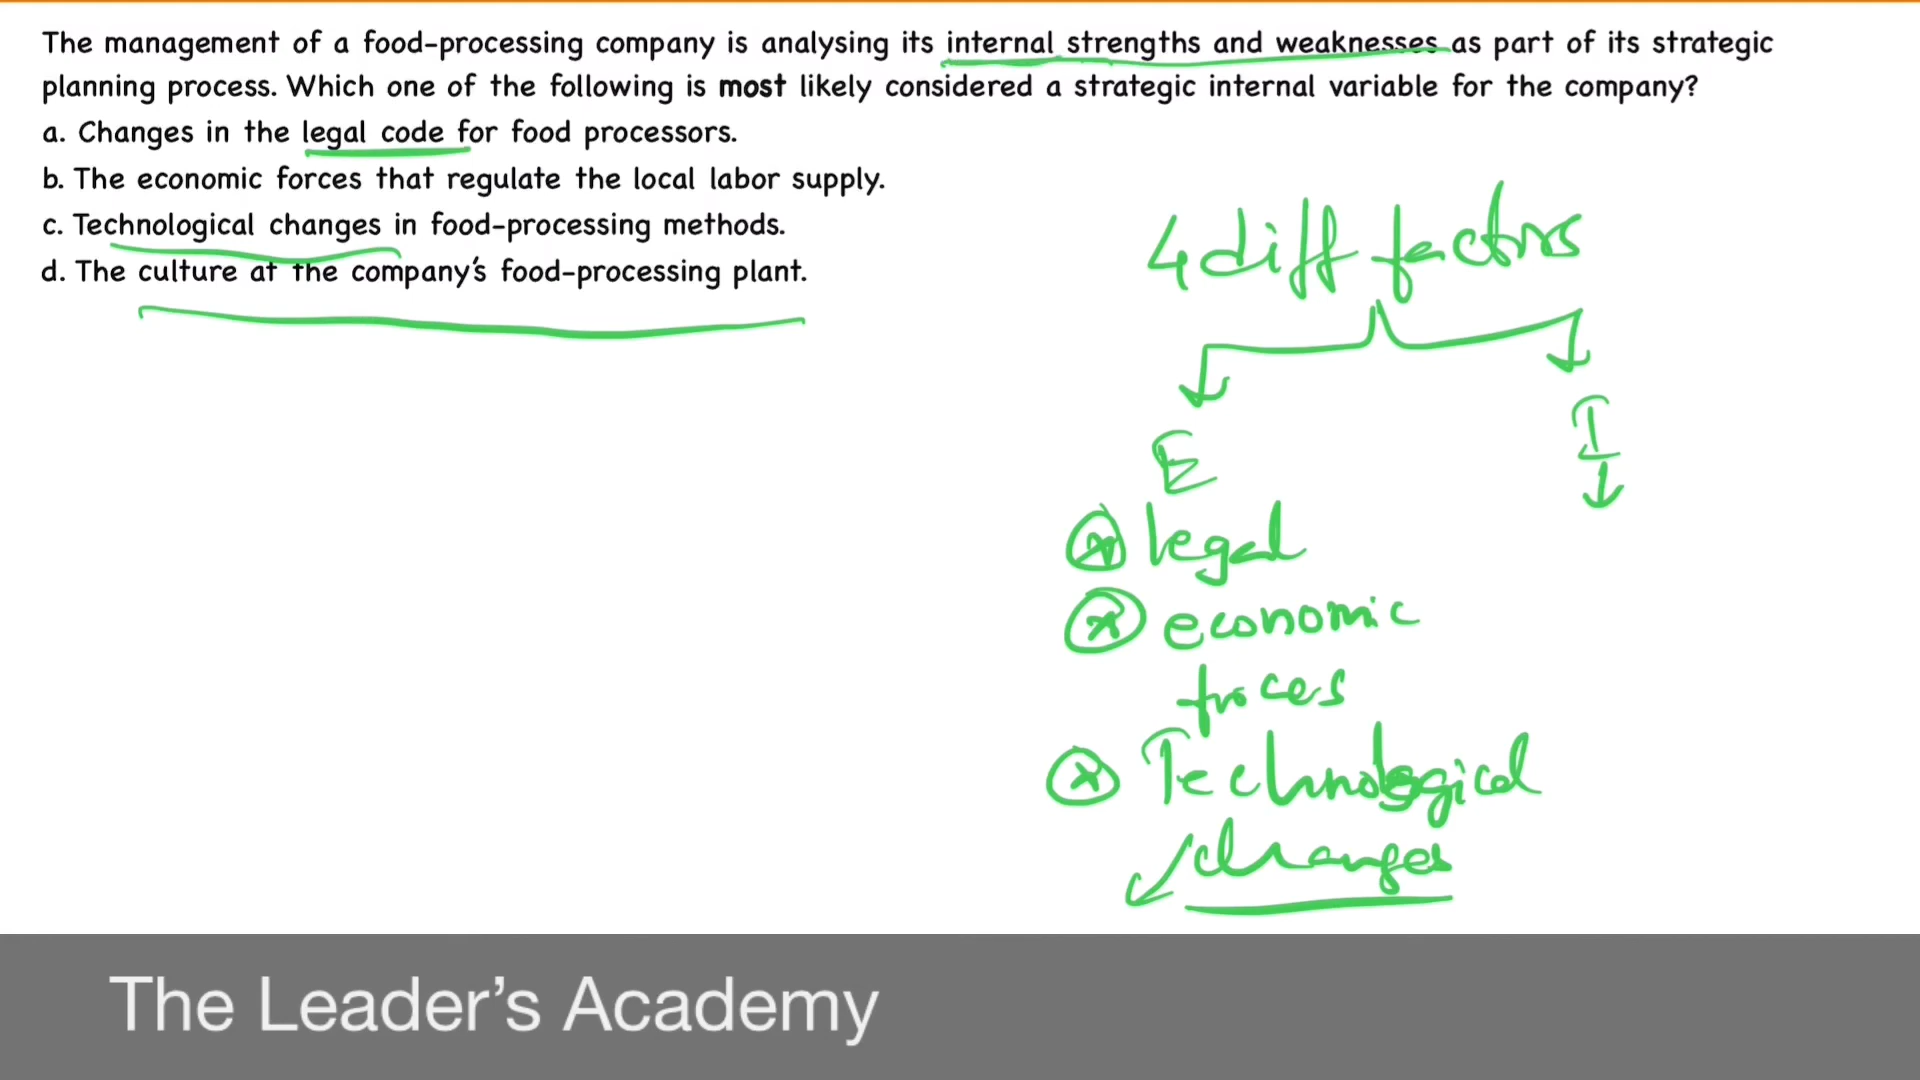 The management of a food-processing company is analysing its internal strengths and weaknesses as part of its strategic
planning process. Which one of the following is most likely considered a strategic internal variable for the company?
a. Changes in the legal code for food processors.
b. The economic forces that regulate the local labor supply.
c. Technological changes in food-processing methods.
d. The culture at the company's food-processing plant.
4 diff factors
E
I
legal
economic
froces
Technological
changes
The Leader's Academy